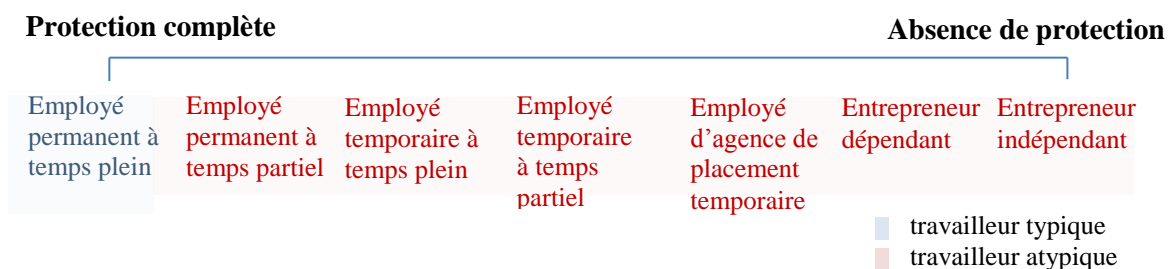 Protection complète
Absence de protection
Employé
permanent à
temps plein
Employé
permanent à
temps partiel
Employé
temporaire à
temps plein
Employé
temporaire
à temps
partiel
Employé
d'agence de
placement
temporaire
Entrepreneur
dépendant
Entrepreneur
indépendant
travailleur typique
travailleur atypique